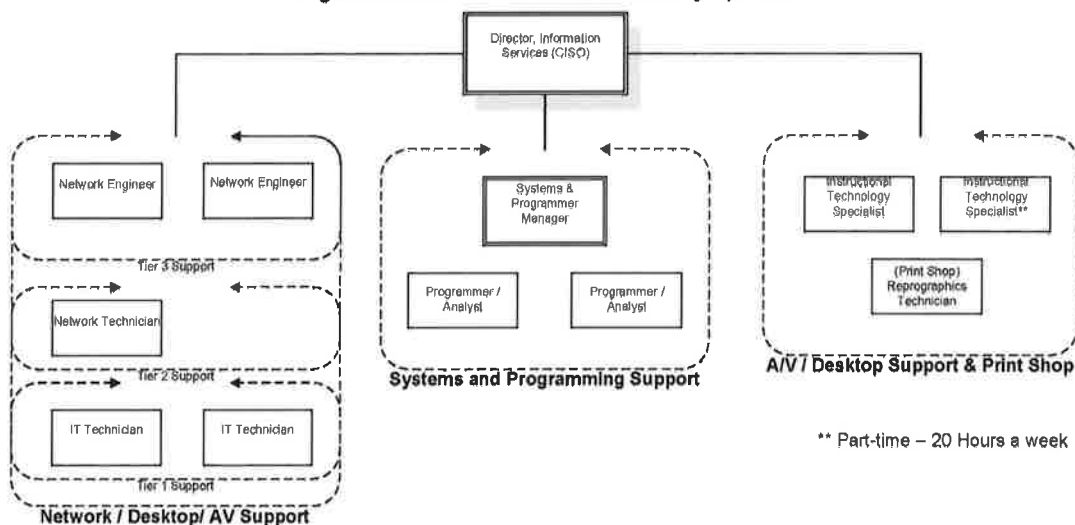 Director, Information
Services (CISO)
Network Engineer
Network Engineer
Tier 3 Support
Network Technician
Tier 2 Support
IT Technician
IT Technician
Tier 1 Support
Network / Desktop/ AV Support
Systems &
Programmer
Manager
Programmer /
Analyst
Programmer /
Analyst
Systems and Programming Support
Instructional
Technology
Specialist
Instructional
Technology
Specialist**
(Print Shop)
Reprographics
Technician
A/V / Desktop Support & Print Shop
** Part-time – 20 Hours a week